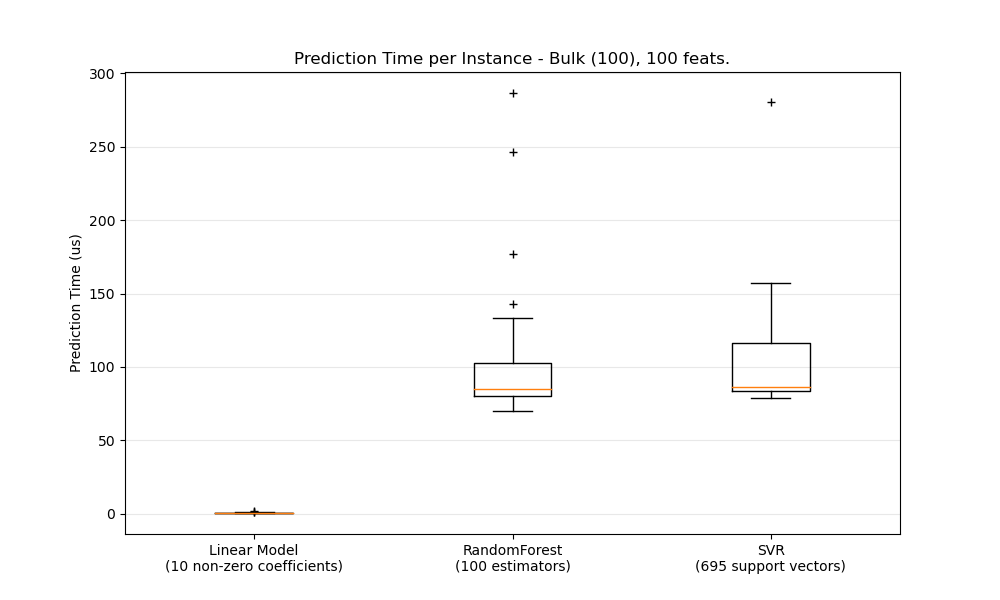 Prediction Time per Instance - Bulk (100), 100 feats.
300
250
200
150
100
50
0
Prediction Time (us)
Linear Model
(10 non-zero coefficients)
RandomForest
(100 estimators)
SVR
(695 support vectors)